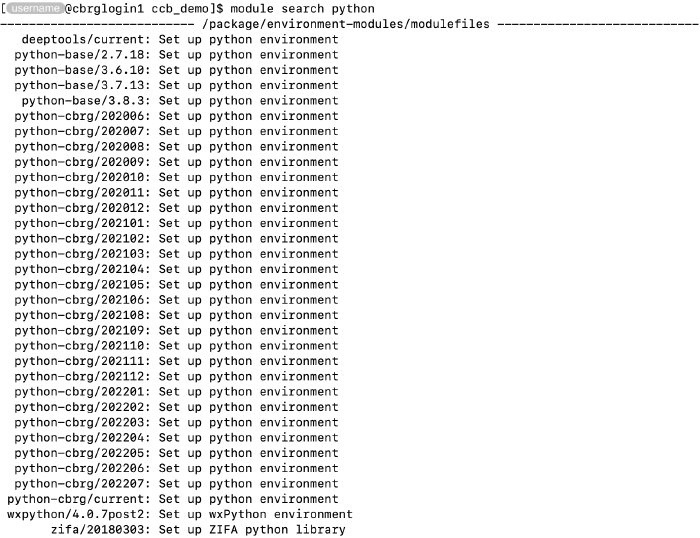 [username@cbrglogin1 ccb_demo]$ module search python
--------------------------- /package/environment-modules/modulefiles ----------------------------
deeptools/current: Set up python environment
python-base/2.7.18: Set up python environment
python-base/3.6.10: Set up python environment
python-base/3.7.13: Set up python environment
python-base/3.8.3: Set up python environment
python-cbrg/202006: Set up python environment
python-cbrg/202007: Set up python environment
python-cbrg/202008: Set up python environment
python-cbrg/202009: Set up python environment
python-cbrg/202010: Set up python environment
python-cbrg/202011: Set up python environment
python-cbrg/202012: Set up python environment
python-cbrg/202101: Set up python environment
python-cbrg/202102: Set up python environment
python-cbrg/202103: Set up python environment
python-cbrg/202104: Set up python environment
python-cbrg/202105: Set up python environment
python-cbrg/202106: Set up python environment
python-cbrg/202108: Set up python environment
python-cbrg/202109: Set up python environment
python-cbrg/202110: Set up python environment
python-cbrg/202111: Set up python environment
python-cbrg/202112: Set up python environment
python-cbrg/202201: Set up python environment
python-cbrg/202202: Set up python environment
python-cbrg/202203: Set up python environment
python-cbrg/202204: Set up python environment
python-cbrg/202205: Set up python environment
python-cbrg/202206: Set up python environment
python-cbrg/202207: Set up python environment
python-cbrg/current: Set up python environment
wxpython/4.0.7post2: Set up wxPython environment
zifa/20180303: Set up ZIFA python library